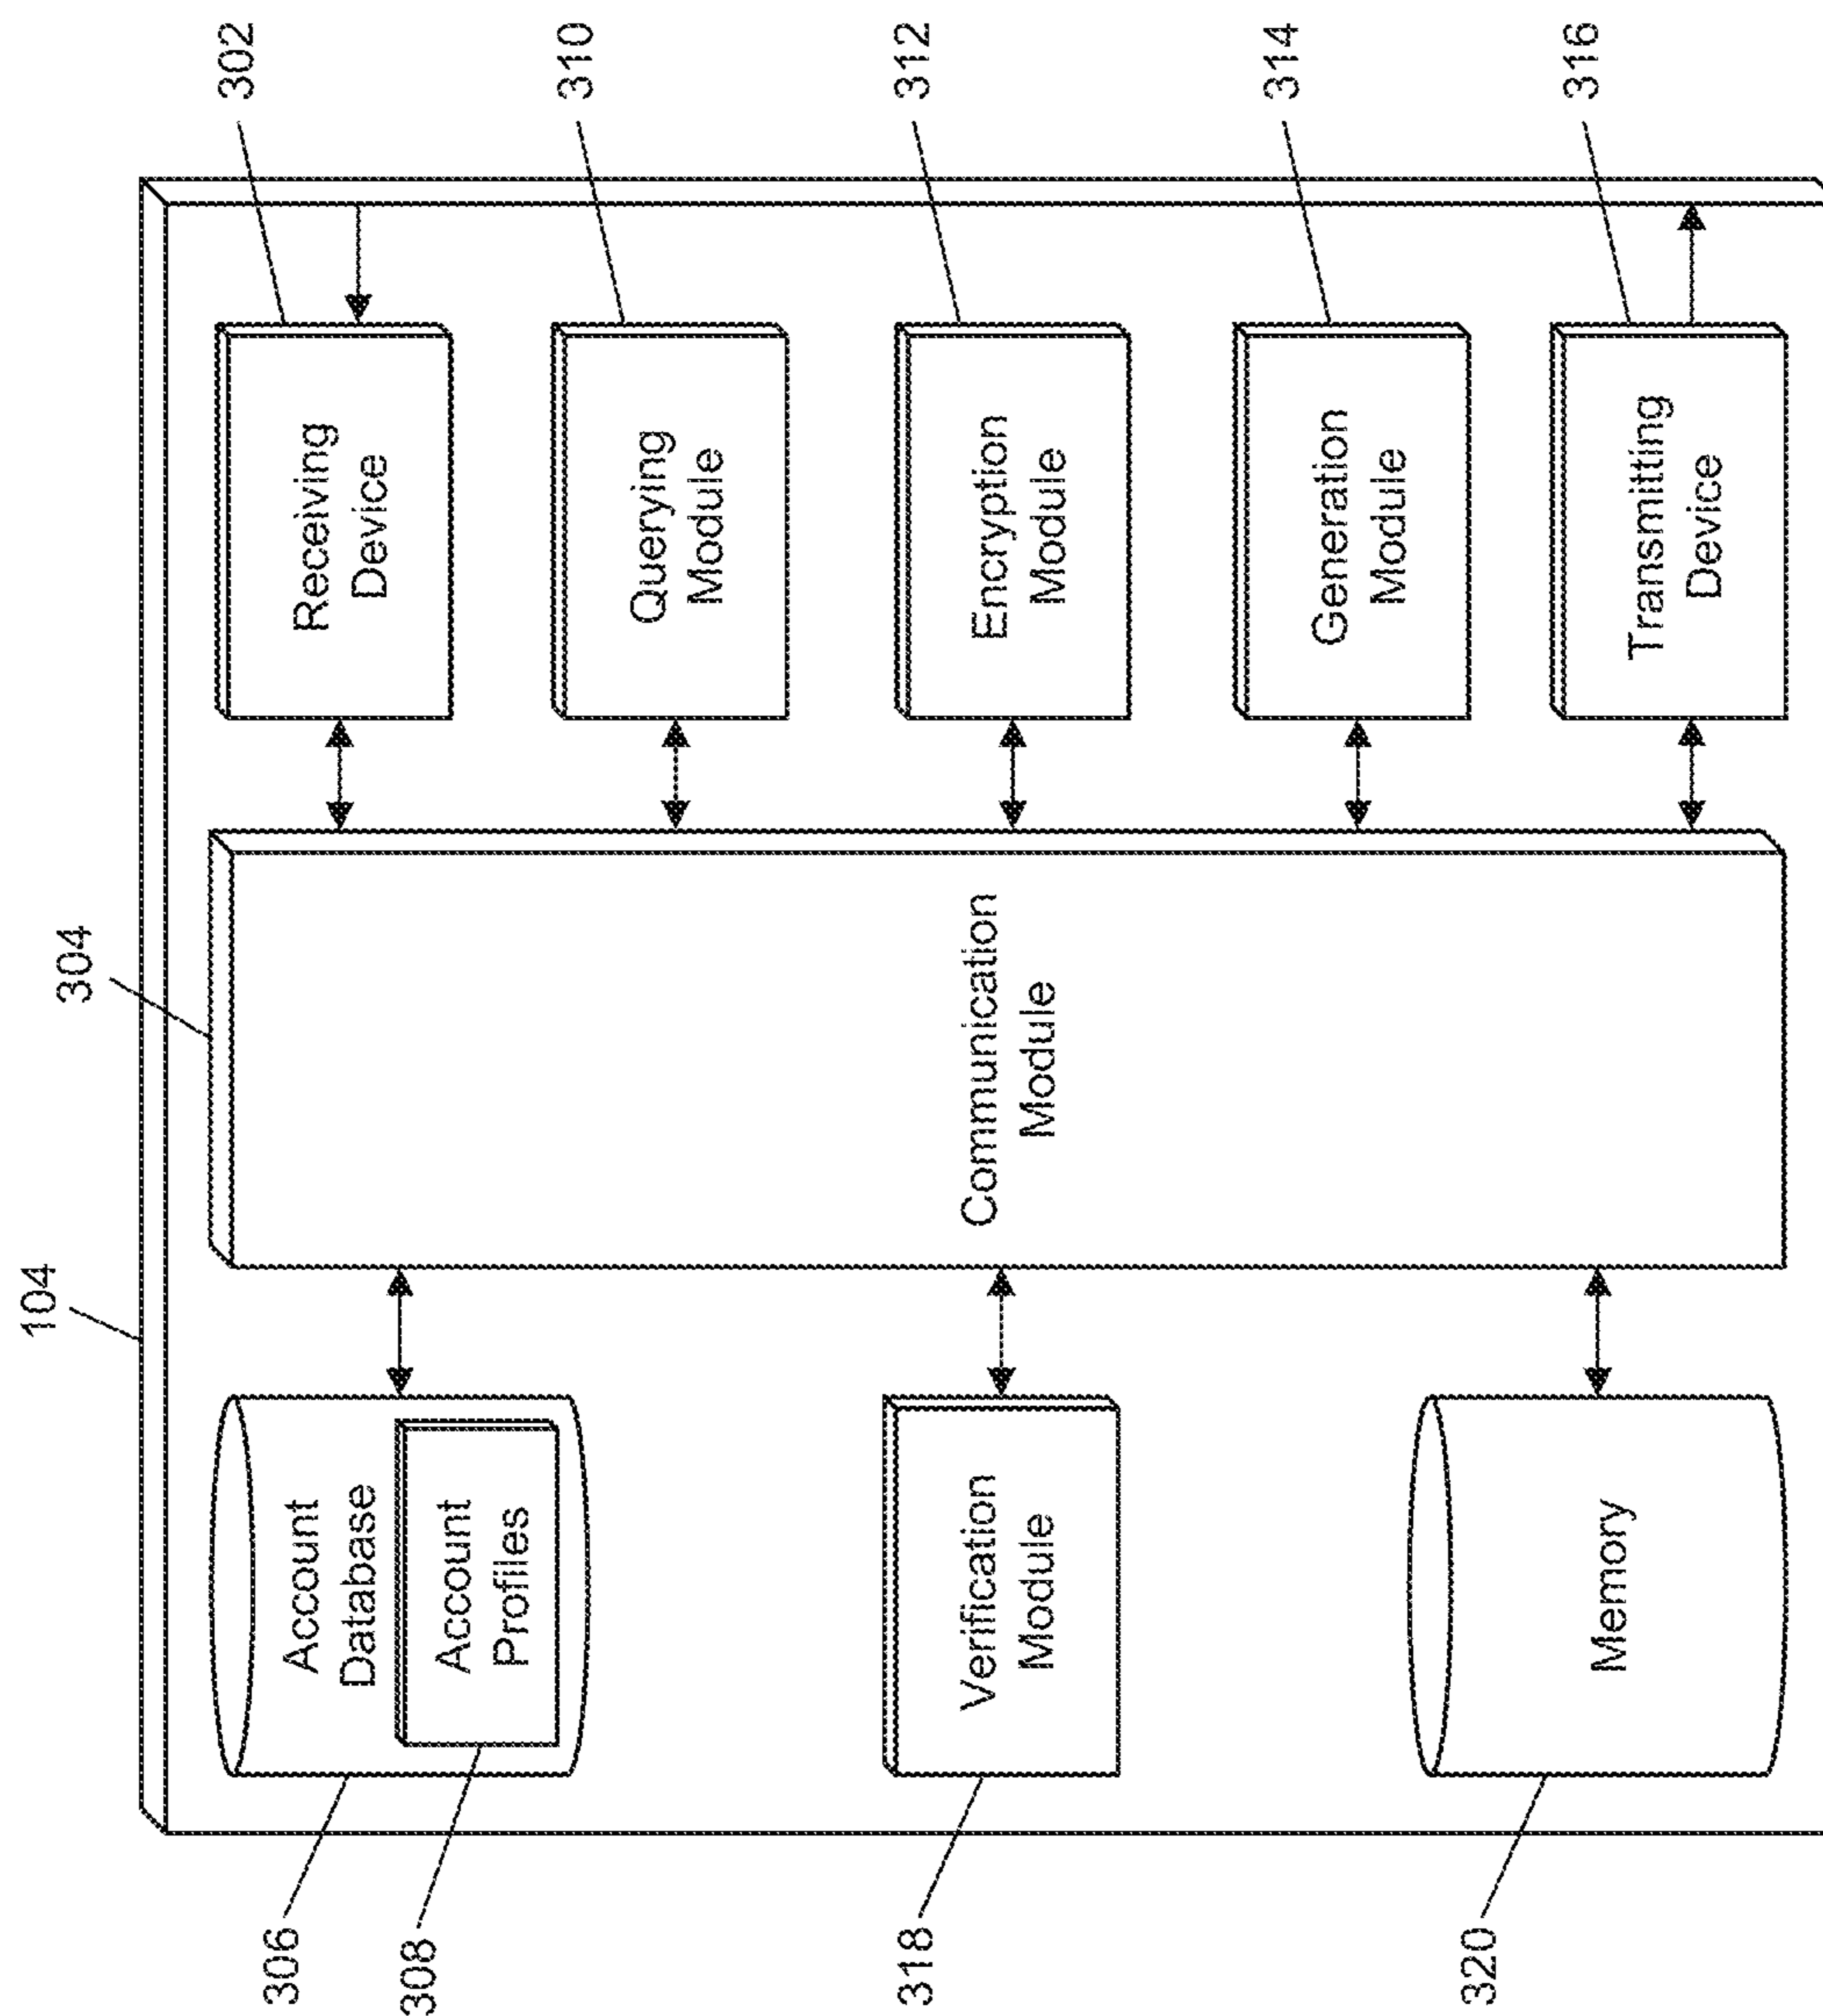 104
304
302
310
312
314
316
306
308
318
320
Account
Database
Account
Profiles
Verification
Module
Memory
Communication
Module
Receiving
Device
Querying
Module
Encryption
Module
Generation
Module
Transmitting
Device